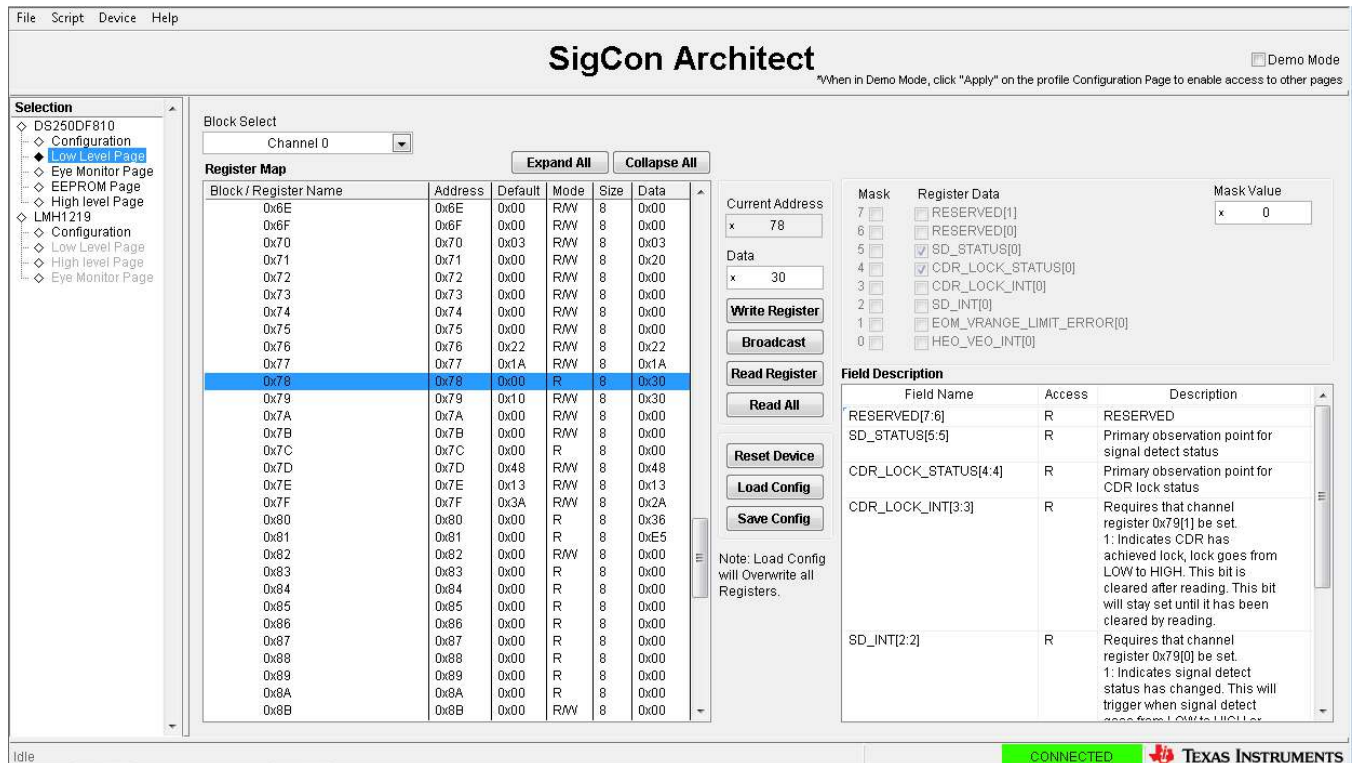 File Script Device Help
SigCon Architect
Demo Mode
*When in Demo Mode, click "Apply" on the profile Configuration Page to enable access to other pages
Selection
DS250DF810
Configuration
Low Level Page
Eye Monitor Page
EEPROM Page
High level Page
LMH1219
Configuration
Low Level Page
High level Page
Eye Monitor Page
Block Select
Channel 0
Register Map
Expand All Collapse All
Block / Register Name Address Default Mode Size Data
0x6E 0x6E 0x00 R/W 8 0x00
0x6F 0x6F 0x00 R/W 8 0x00
0x70 0x70 0x03 R/W 8 0x03
0x71 0x71 0x00 R/W 8 0x20
0x72 0x72 0x00 R/W 8 0x00
0x73 0x73 0x00 R/W 8 0x00
0x74 0x74 0x00 R/W 8 0x00
0x75 0x75 0x00 R/W 8 0x00
0x76 0x76 0x22 R/W 8 0x22
0x77 0x77 0x1A R/W 8 0x1A
0x78 0x78 0x00 R 8 0x30
0x79 0x79 0x10 R/W 8 0x30
0x7A 0x7A 0x00 R/W 8 0x00
0x7B 0x7B 0x00 R/W 8 0x00
0x7C 0x7C 0x00 R 8 0x00
0x7D 0x7D 0x48 R/W 8 0x48
0x7E 0x7E 0x13 R/W 8 0x13
0x7F 0x7F 0x3A R/W 8 0x2A
0x80 0x80 0x00 R 8 0x36
0x81 0x81 0x00 R 8 0xE5
0x82 0x82 0x00 R/W 8 0x00
0x83 0x83 0x00 R 8 0x00
0x84 0x84 0x00 R 8 0x00
0x85 0x85 0x00 R 8 0x00
0x86 0x86 0x00 R 8 0x00
0x87 0x87 0x00 R 8 0x00
0x88 0x88 0x00 R 8 0x00
0x89 0x89 0x00 R 8 0x00
0x8A 0x8A 0x00 R 8 0x00
0x8B 0x8B 0x00 R/W 8 0x00
Current Address
x 78
Data
x 30
Write Register
Broadcast
Read Register
Read All
Reset Device
Load Config
Save Config
Note: Load Config
will Overwrite all
Registers.
Mask Register Data Mask Value
x 0
7 RESERVED[1]
6 RESERVED[0]
5 SD_STATUS[0]
4 CDR_LOCK_STATUS[0]
3 CDR_LOCK_INT[0]
2 SD_INT[0]
1 EOM_VRANGE_LIMIT_ERROR[0]
0 HEO_VEO_INT[0]
Field Description
Field Name Access Description
RESERVED[7:6] R RESERVED
SD_STATUS[5:5] R Primary observation point for
signal detect status
CDR_LOCK_STATUS[4:4] R Primary observation point for
CDR lock status
CDR_LOCK_INT[3:3] R Requires that channel
register 0x79[1] be set.
1: Indicates CDR has
achieved lock, lock goes from
LOW to HIGH. This bit is
cleared after reading. This bit
will stay set until it has been
cleared by reading.
SD_INT[2:2] R Requires that channel
register 0x79[0] be set.
1: Indicates signal detect
status has changed. This will
trigger when signal detect
Idle
CONNECTED
TEXAS INSTRUMENTS